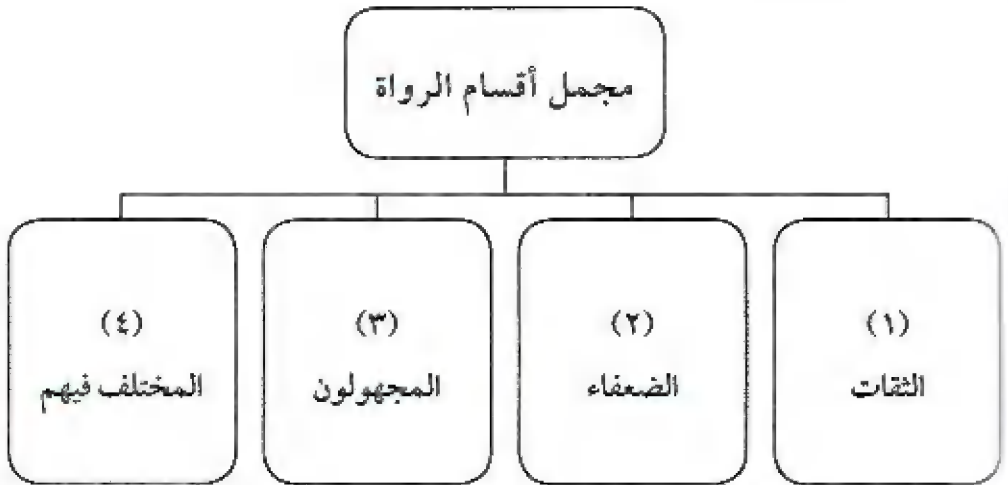 مجمل أقسام الرواة
(١)
الثقات
(٢)
الضعفاء
(٣)
المجهولون
(٤)
المختلف فيهم